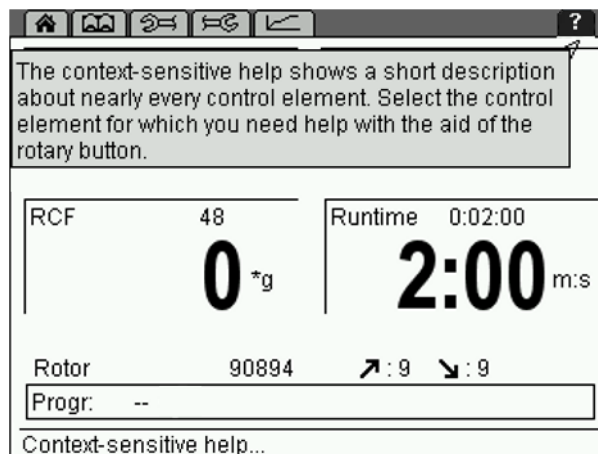 ?
The context-sensitive help shows a short description
about nearly every control element. Select the control
element for which you need help with the aid of the
rotary button.
RCF 48
0 *g
Runtime 0:02:00
2:00 m:s
Rotor 90894 ↗ : 9 ↘ : 9
Progr: --
Context-sensitive help...